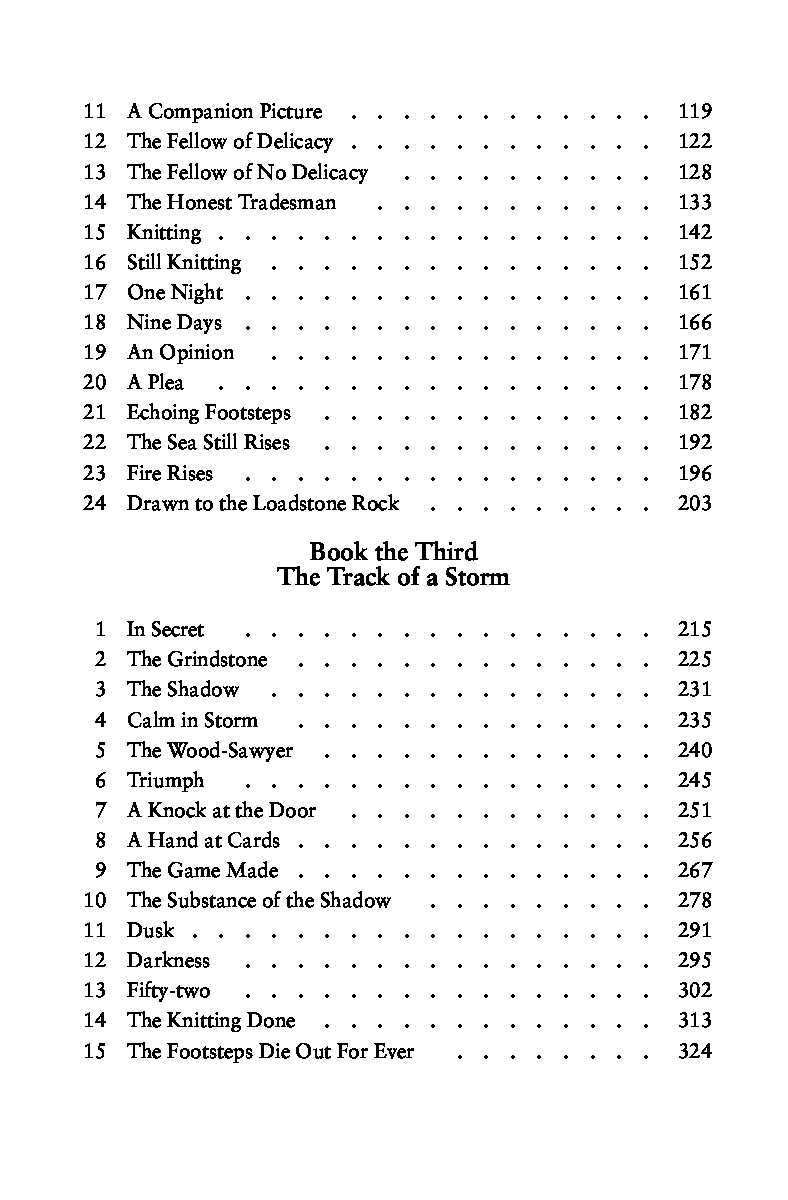 11 A Companion Picture . . . . . . . . . . . . 119
12 The Fellow of Delicacy . . . . . . . . . . . . 122
13 The Fellow of No Delicacy . . . . . . . . . . 128
14 The Honest Tradesman . . . . . . . . . . . 133
15 Knitting . . . . . . . . . . . . . . . . . 142
16 Still Knitting . . . . . . . . . . . . . . . 152
17 One Night . . . . . . . . . . . . . . . . 161
18 Nine Days . . . . . . . . . . . . . . . . 166
19 An Opinion . . . . . . . . . . . . . . . 171
20 A Plea . . . . . . . . . . . . . . . . . 178
21 Echoing Footsteps . . . . . . . . . . . . . 182
22 The Sea Still Rises . . . . . . . . . . . . . 192
23 Fire Rises . . . . . . . . . . . . . . . . 196
24 Drawn to the Loadstone Rock . . . . . . . . . 203
Book the Third
The Track of a Storm
1 In Secret . . . . . . . . . . . . . . . . 215
2 The Grindstone . . . . . . . . . . . . . . 225
3 The Shadow . . . . . . . . . . . . . . . 231
4 Calm in Storm . . . . . . . . . . . . . . 235
5 The Wood-Sawyer . . . . . . . . . . . . . 240
6 Triumph . . . . . . . . . . . . . . . . 245
7 A Knock at the Door . . . . . . . . . . . . 251
8 A Hand at Cards . . . . . . . . . . . . . . 256
9 The Game Made . . . . . . . . . . . . . . 267
10 The Substance of the Shadow . . . . . . . . . 278
11 Dusk . . . . . . . . . . . . . . . . . . 291
12 Darkness . . . . . . . . . . . . . . . . 295
13 Fifty-two . . . . . . . . . . . . . . . . 302
14 The Knitting Done . . . . . . . . . . . . . 313
15 The Footsteps Die Out For Ever . . . . . . . . 324